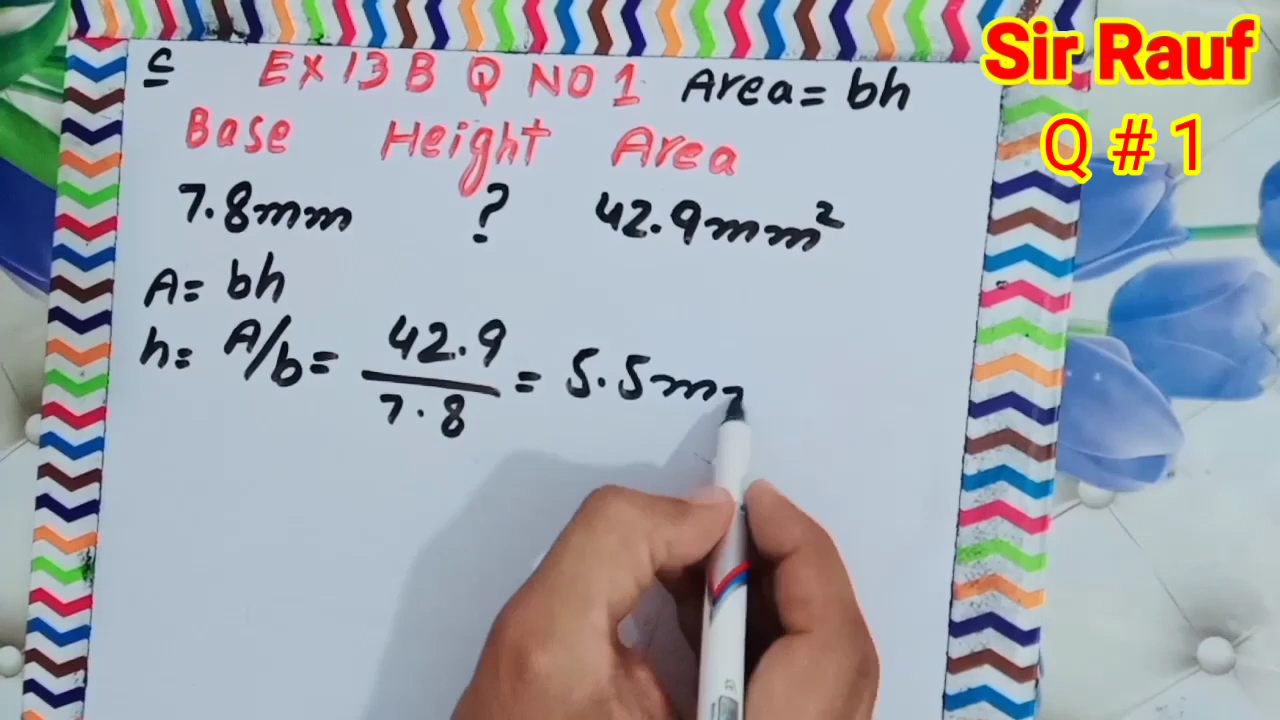 Sir Rauf
Q # 1
C EX 13 B Q NO 1 Area = bh
Base Height Area
7.8mm ? 42.9mm²
A = bh
h = A/b = 42.9/7.8 = 5.5m